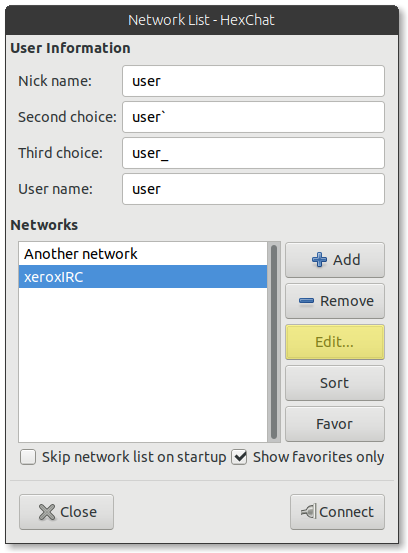 Network List - HexChat
User Information
Nick name: user
Second choice: user`
Third choice: user_
User name: user
Networks
Another network
xeroxIRC
Add
Remove
Edit...
Sort
Favor
Skip network list on startup Show favorites only
Close Connect